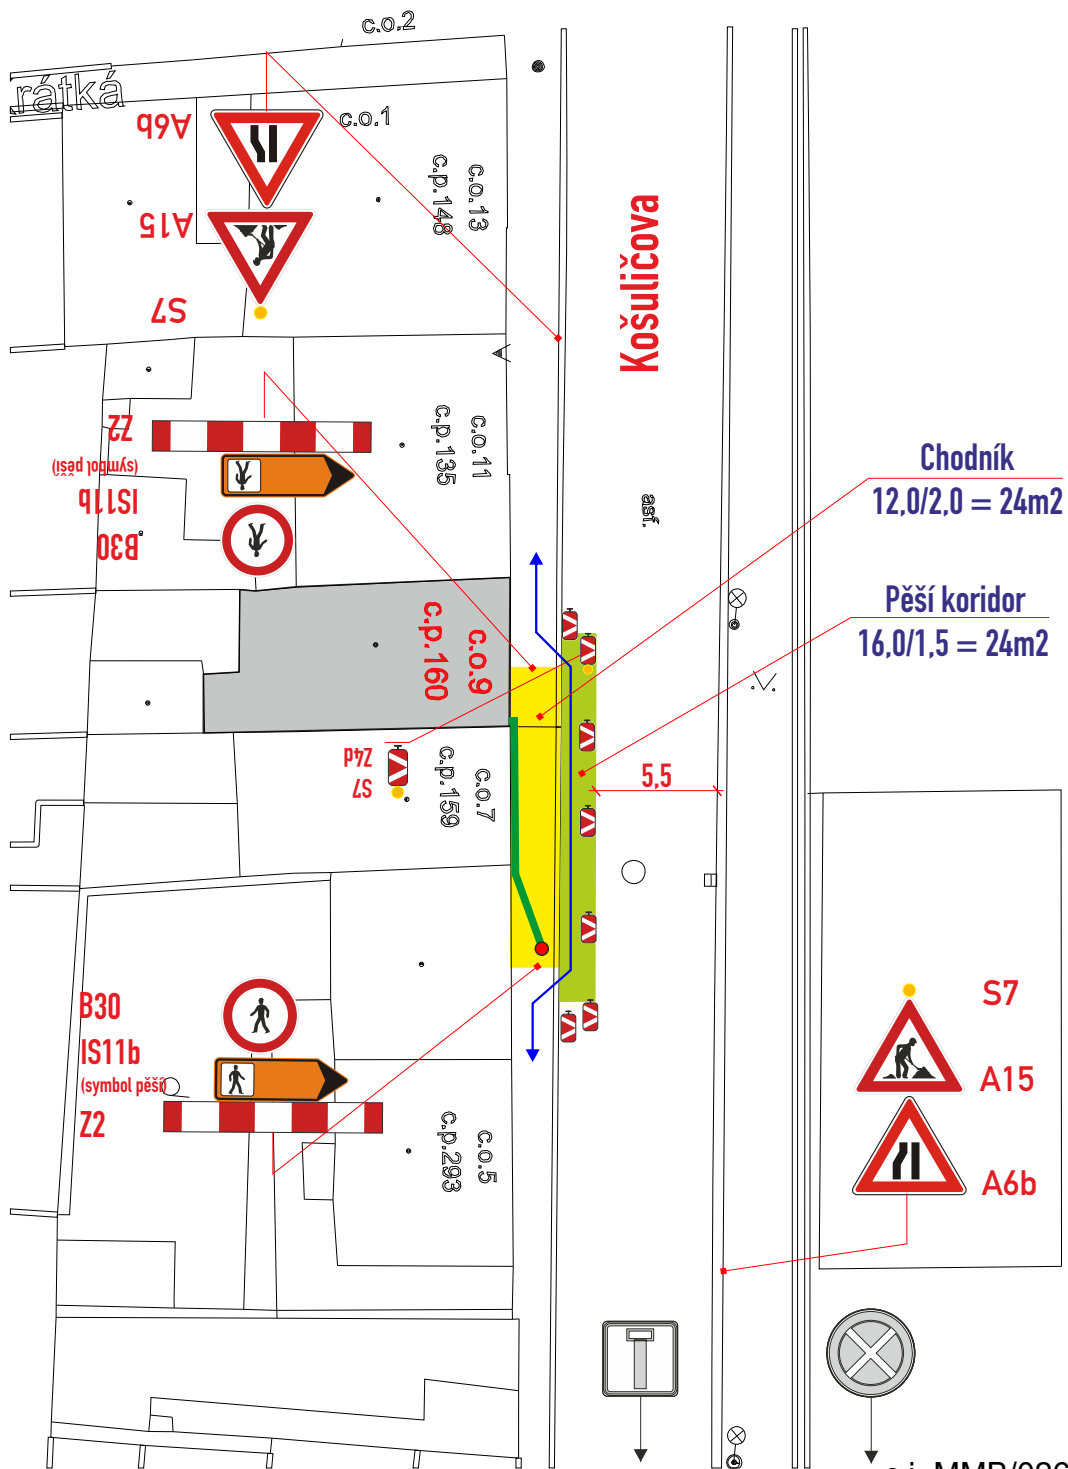 c.o.2
rátká
c.o.1
A6b
A15
S7
c.o.13
c.p.148
Košuličova
Z2
(symbol pěší)
IS11b
B30
c.o.11
c.p.135
asf.
Chodník
12,0/2,0 = 24m2
Pěší koridor
16,0/1,5 = 24m2
c.o.9
c.p.160
Z4d
S7
c.o.7
c.p.159
5,5
B30
IS11b
(symbol pěší)
Z2
c.o.5
c.p.293
S7
A15
A6b